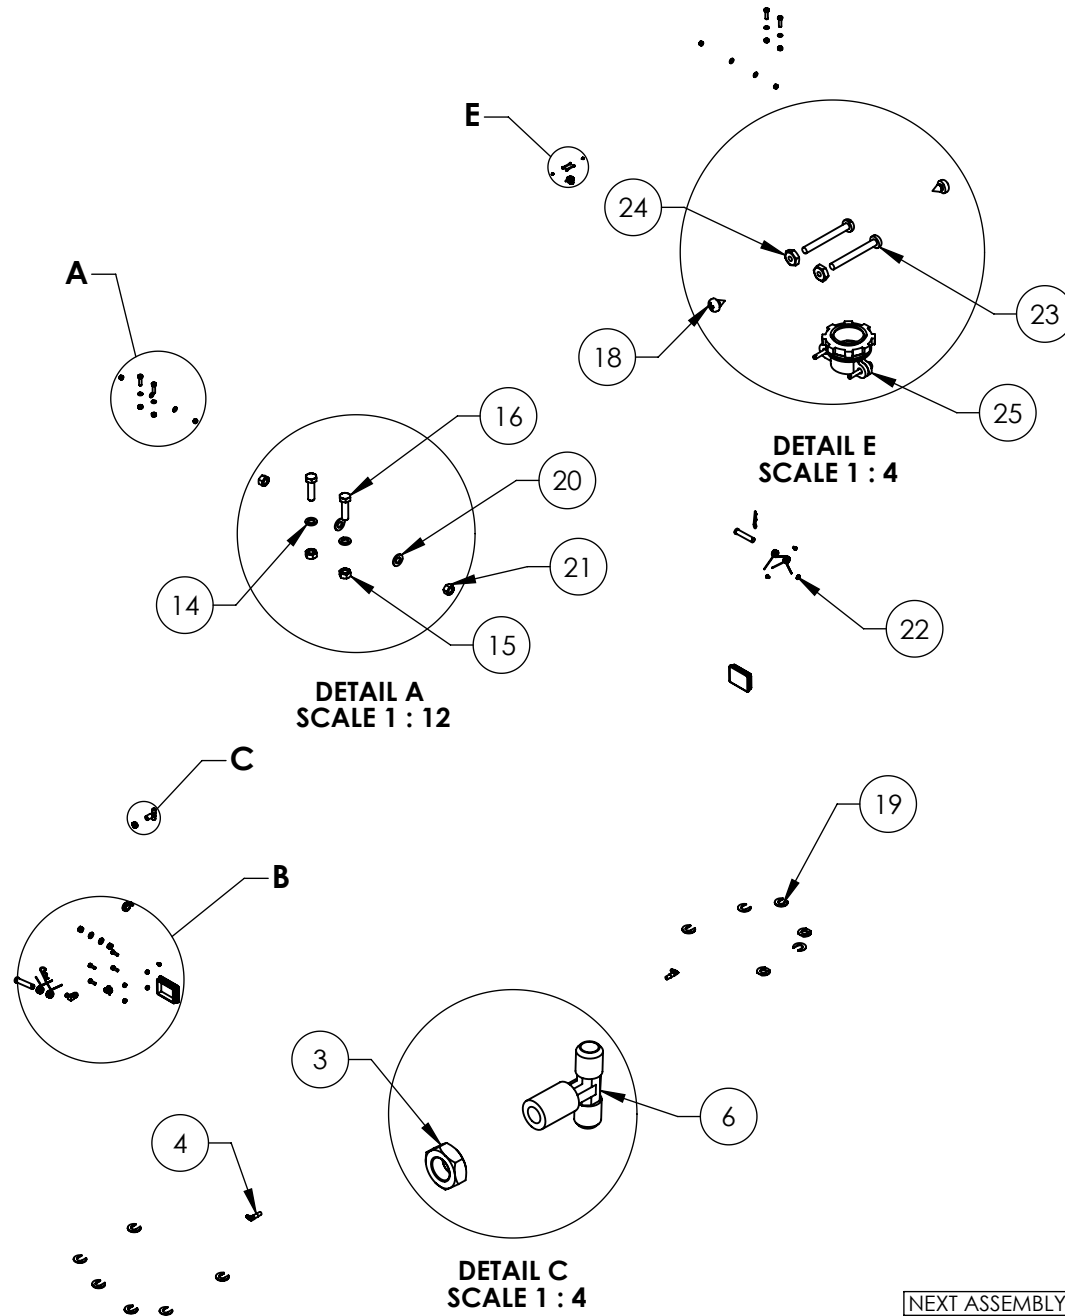 E
24
A
23
18
25
16
DETAIL E
SCALE 1 : 4
20
21
14
15
22
DETAIL A
SCALE 1 : 12
C
19
B
3
6
4
DETAIL C
SCALE 1 : 4
NEXT ASSEMBLY